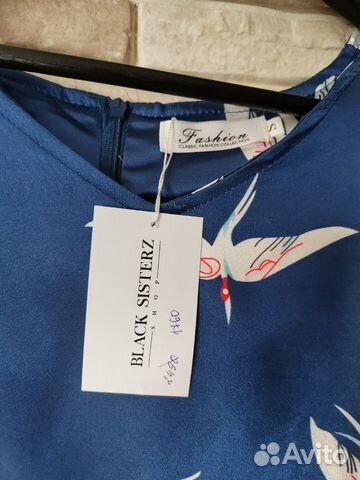 Fashion
CLASSIC FASHION COLLECTION
S
BLACK SISTERZ
SHOP
1760
Avito